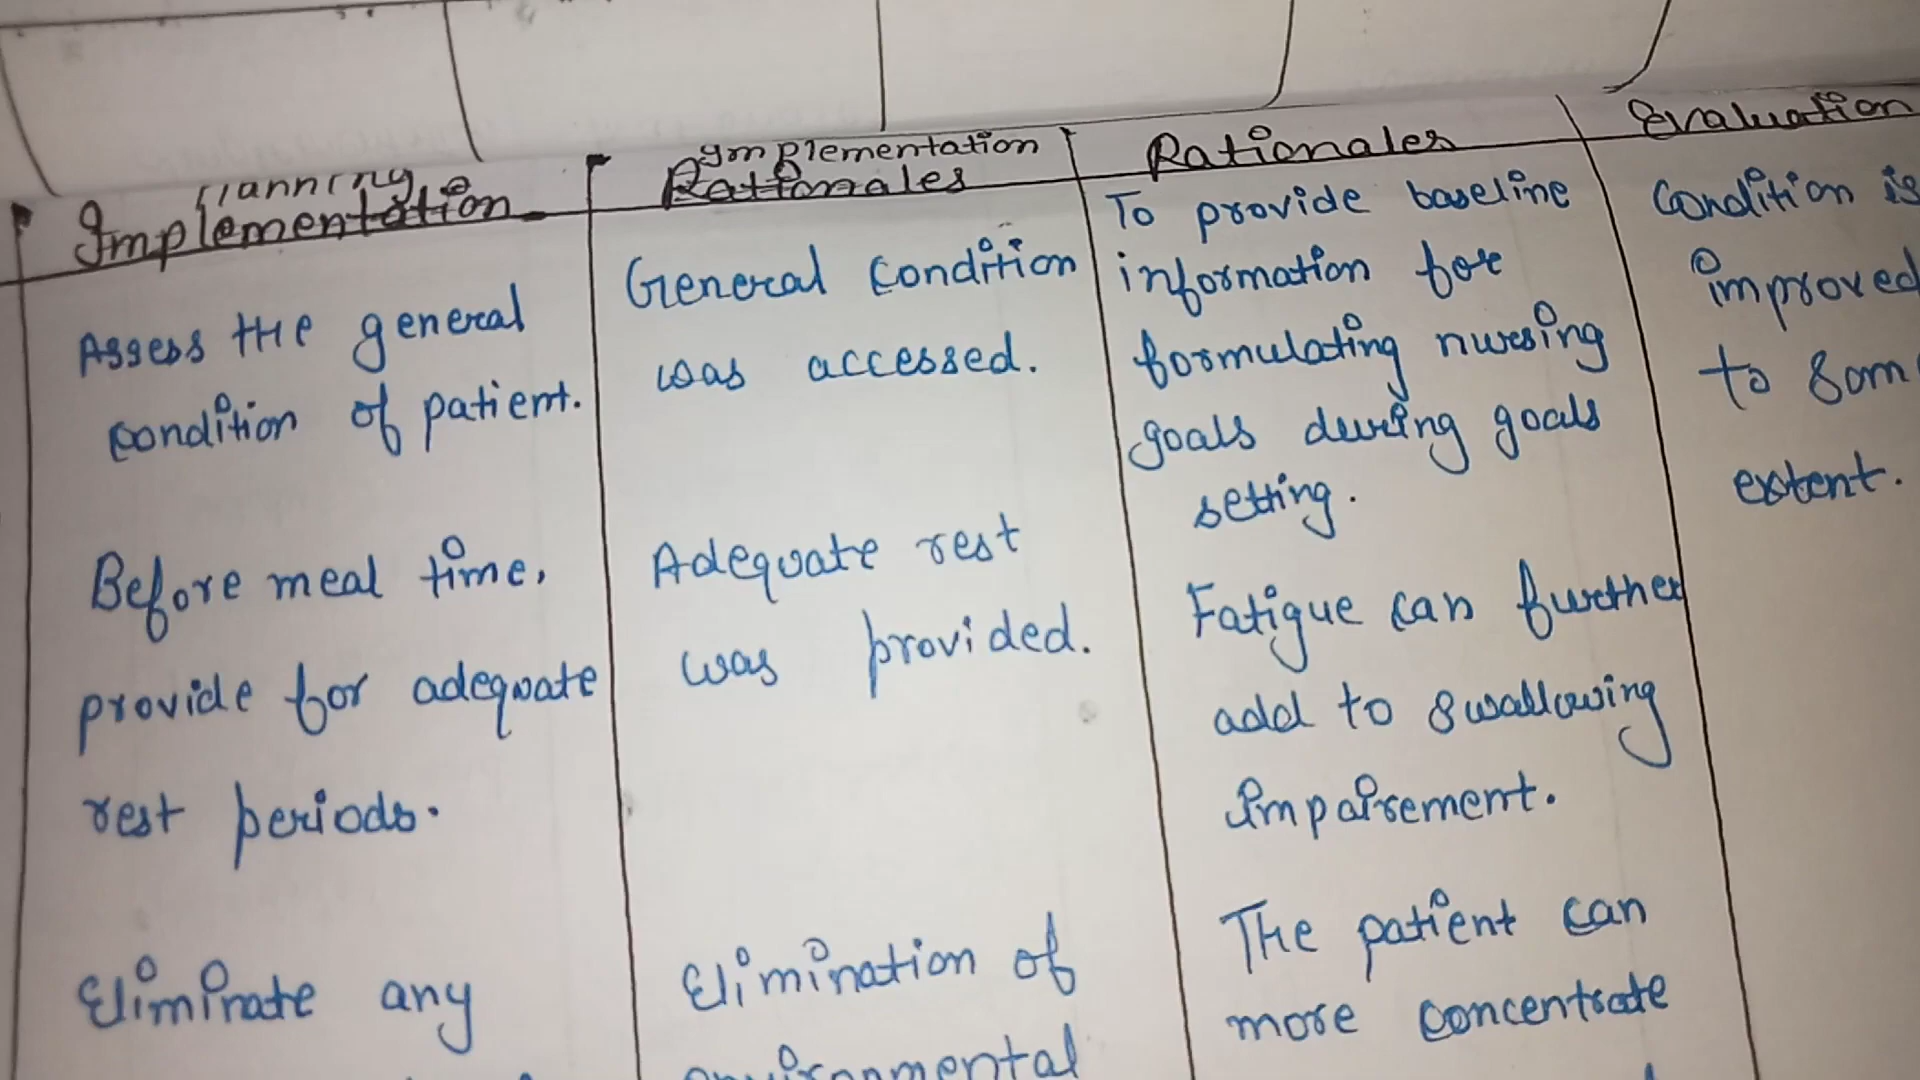 Planning
Implementation
Assess the general
condition of patient.
Before meal time,
provide for adequate
rest periods.
Eliminate any
Implementation
Rationales
General condition
was accessed.
Adequate rest
was provided.
Elimination of
environmental
Rationales
To provide baseline
information for
formulating nursing
goals during goals
setting.
Fatigue can further
add to swallowing
impairement.
The patient can
more concentrate
Evaluation
Condition is
improved
to som
extent.